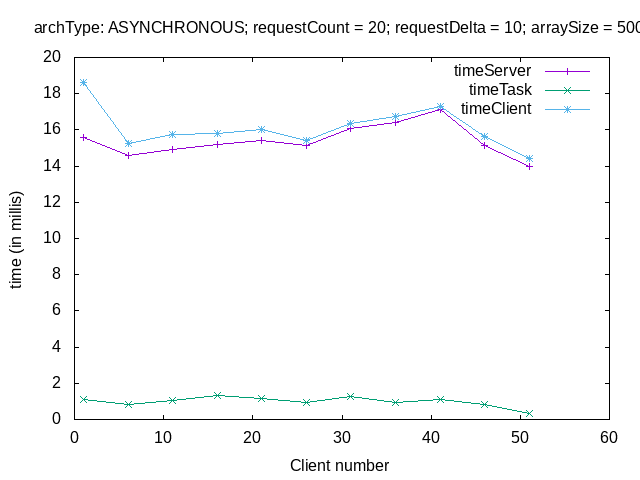 archType: ASYNCHRONOUS; requestCount = 20; requestDelta = 10; arraySize = 500
timeServer
timeTask
timeClient
time (in millis)
20
18
16
14
12
10
8
6
4
2
0
0 10 20 30 40 50 60
Client number